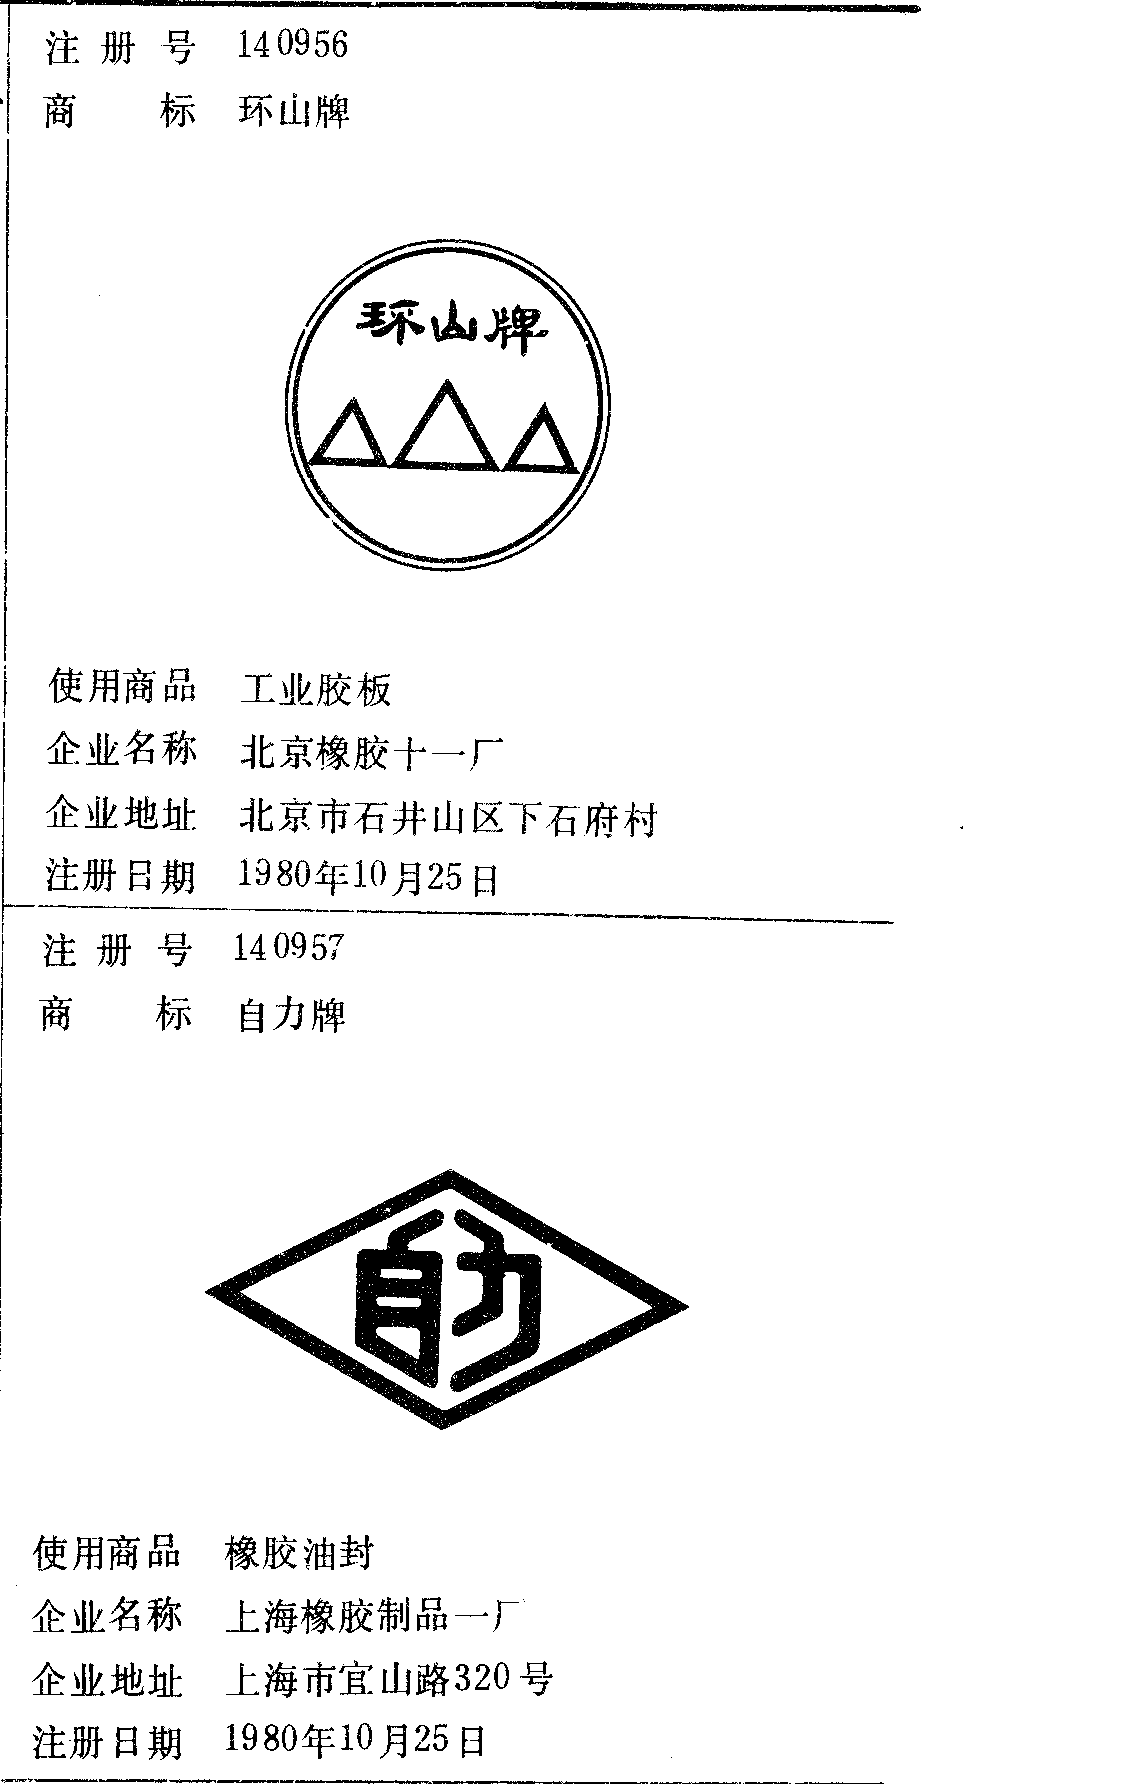 注册号 140956
商标 环山牌
环山牌
使用商品 工业胶板
企业名称 北京橡胶十一厂
企业地址 北京市石井山区下石府村
注册日期 1980年10月25日
注册号 140957
商标 自力牌
自力
使用商品 橡胶油封
企业名称 上海橡胶制品一厂
企业地址 上海市宜山路320号
注册日期 1980年10月25日